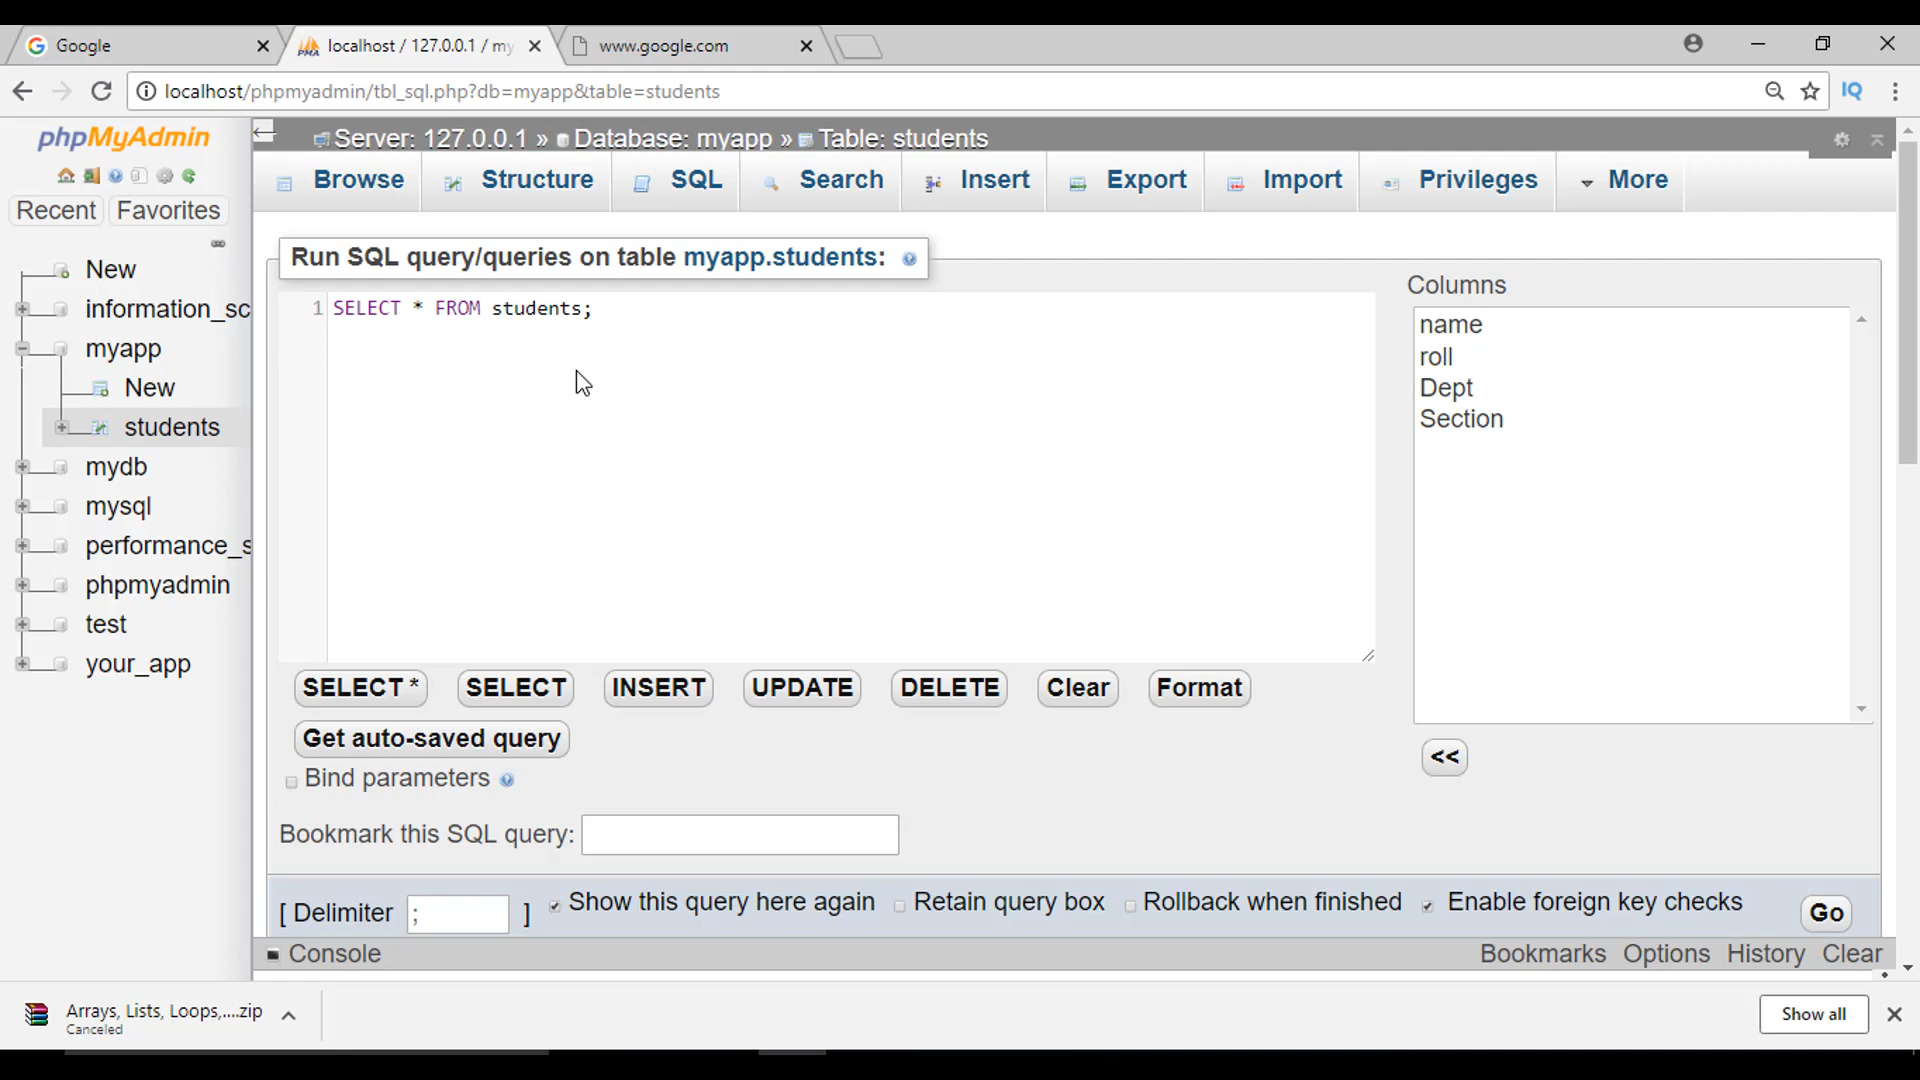 Google
localhost / 127.0.0.1 / my
www.google.com
localhost/phpmyadmin/tbl_sql.php?db=myapp&table=students
IQ
phpMyAdmin
Recent
Favorites
New
information_sc
myapp
New
students
mydb
mysql
performance_s
phpmyadmin
test
your_app
Server: 127.0.0.1 » Database: myapp » Table: students
Browse
Structure
SQL
Search
Insert
Export
Import
Privileges
More
Run SQL query/queries on table myapp.students:
1 SELECT * FROM students;
Columns
name
roll
Dept
Section
<<
SELECT *
SELECT
INSERT
UPDATE
DELETE
Clear
Format
Get auto-saved query
Bind parameters
Bookmark this SQL query:
[ Delimiter ; ]
Show this query here again
Retain query box
Rollback when finished
Enable foreign key checks
Go
Console
Bookmarks
Options
History
Clear
Arrays, Lists, Loops,....zip
Canceled
Show all